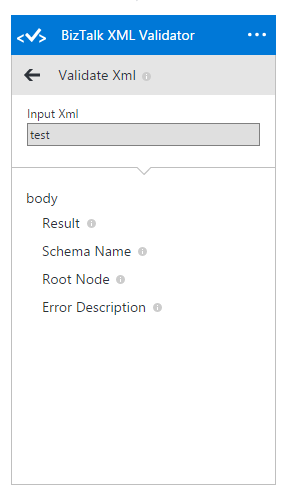 BizTalk XML Validator
Validate Xml
Input Xml
test
body
Result
Schema Name
Root Node
Error Description